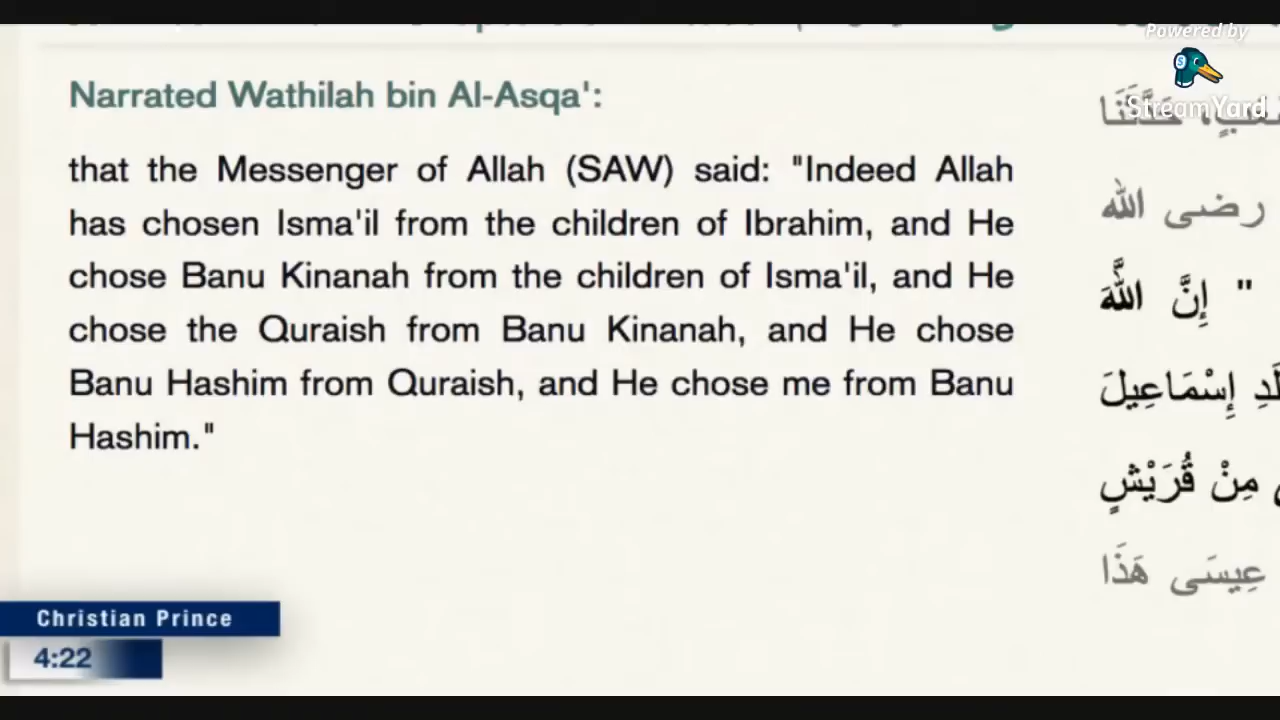 Powered by
StreamYard
Narrated Wathilah bin Al-Asqa':
that the Messenger of Allah (SAW) said: "Indeed Allah
has chosen Isma'il from the children of Ibrahim, and He
chose Banu Kinanah from the children of Isma'il, and He
chose the Quraish from Banu Kinanah, and He chose
Banu Hashim from Quraish, and He chose me from Banu
Hashim."
حَدَّثَنَا
رضى الله
" إِنَّ اللَّهَ
إِسْمَاعِيلَ
مِنْ قُرَيْشٍ
عِيسَى هَذَا
Christian Prince
4:22